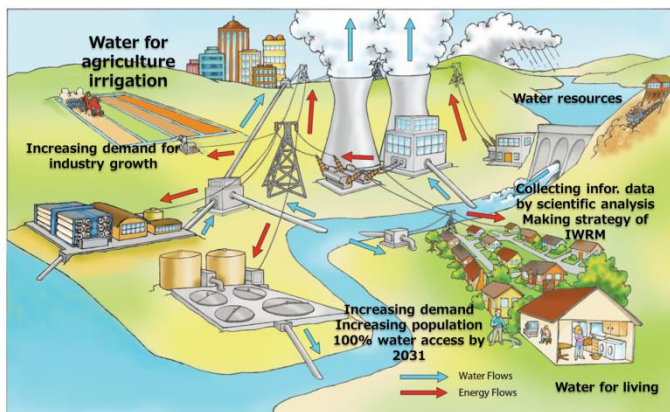 Water for
agriculture
irrigation
Water resources
Increasing demand for
industry growth
Collecting infor. data
by scientific analysis
Making strategy of
IWRM
Increasing demand
Increasing population
100% water access by
2031
Water Flows
Energy Flows
Water for living